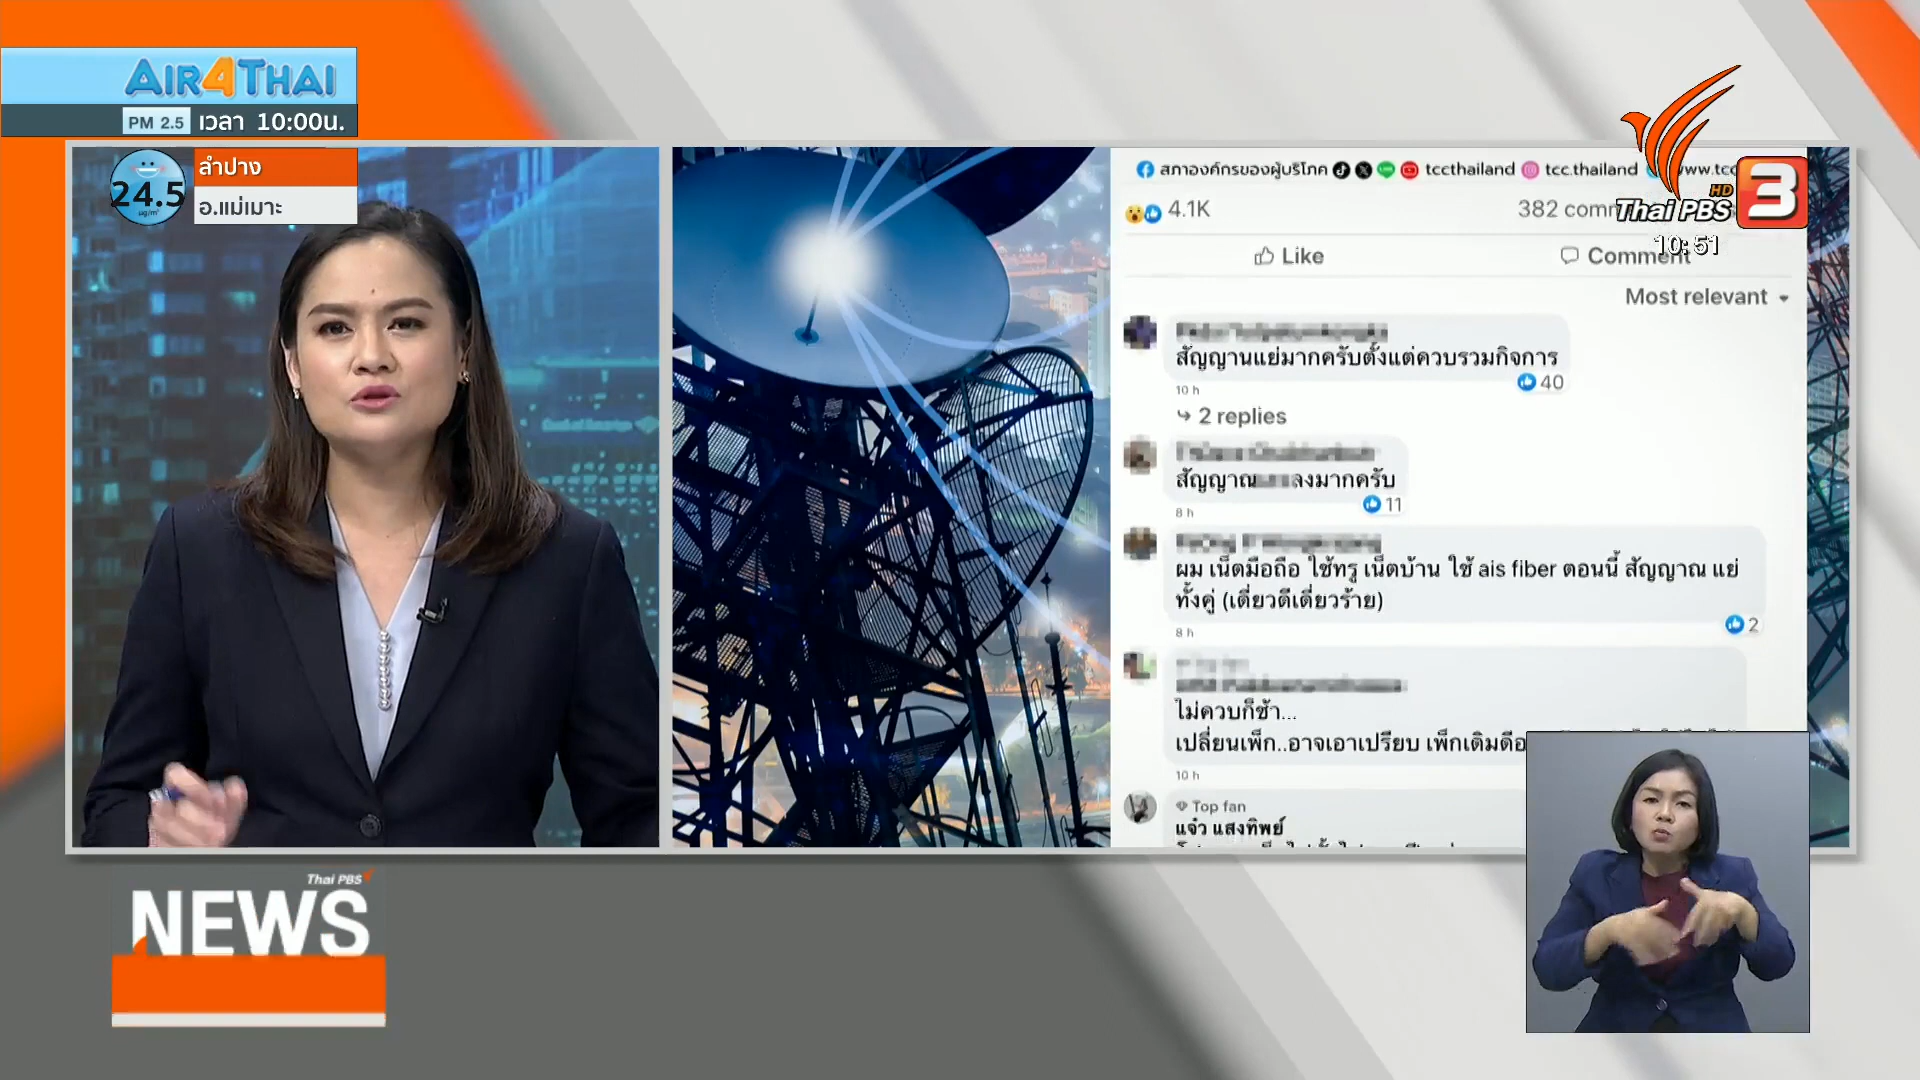 AIR4THAI
PM 2.5 เวลา 10:00น.
24.5
ug/m³
ลำปาง
อ.แม่เมาะ
สภาองค์กรของผู้บริโภค tccthailand tcc.thailand
4.1K
382
HD
Thai PBS 3
10:51
Like
Comment
Most relevant
สัญญานแย่มากครับตั้งแต่ควบรวมกิจการ
10 h
40
2 replies
สัญญาณ ลงมากครับ
8 h
11
ผม เน็ตมือถือ ใช้ทรู เน็ตบ้าน ใช้ ais fiber ตอนนี้ สัญญาณ แย่
ทั้งคู่ (เดี่ยวดีเดี่ยวร้าย)
8 h
2
ไม่ควบก็ช้า...
เปลี่ยนเพ็ก..อาจเอาเปรียบ เพ็กเติมดีอ
10 h
Top fan
แจ๋ว แสงทิพย์
Thai PBS
NEWS